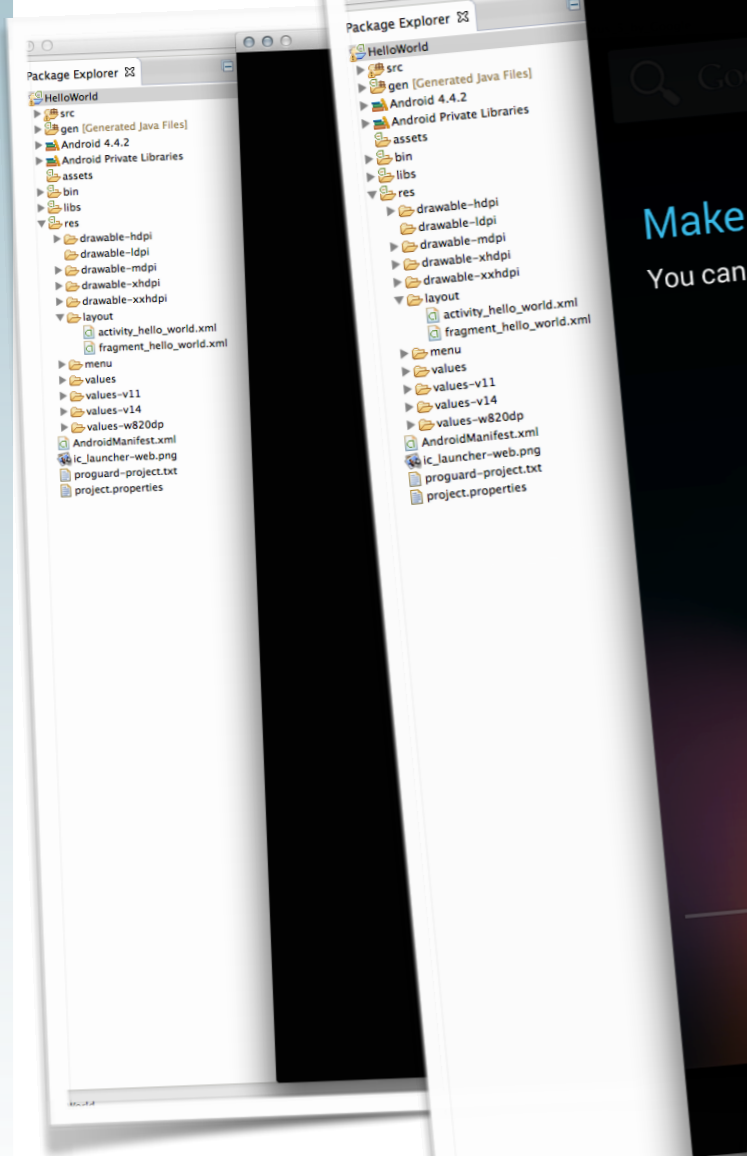 Package Explorer
HelloWorld
src
gen [Generated Java Files]
Android 4.4.2
Android Private Libraries
assets
bin
libs
res
drawable-hdpi
drawable-ldpi
drawable-mdpi
drawable-xhdpi
drawable-xxhdpi
layout
activity_hello_world.xml
fragment_hello_world.xml
menu
values
values-v11
values-v14
values-w820dp
AndroidManifest.xml
ic_launcher-web.png
proguard-project.txt
project.properties
Package Explorer
HelloWorld
src
gen [Generated Java Files]
Android 4.4.2
Android Private Libraries
assets
bin
libs
res
drawable-hdpi
drawable-ldpi
drawable-mdpi
drawable-xhdpi
drawable-xxhdpi
layout
activity_hello_world.xml
fragment_hello_world.xml
menu
values
values-v11
values-v14
values-w820dp
AndroidManifest.xml
ic_launcher-web.png
proguard-project.txt
project.properties
Goo
Make
You can